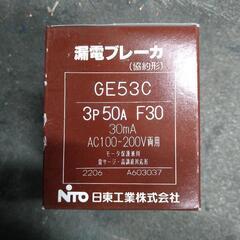 漏電ブレーカ
(協約形)
GE53C
3P 50A F30
30mA
AC100-200V両用
モータ保護兼用
雷サージ・高調波対応形
2206 A603037
NITO 日東工業株式会社